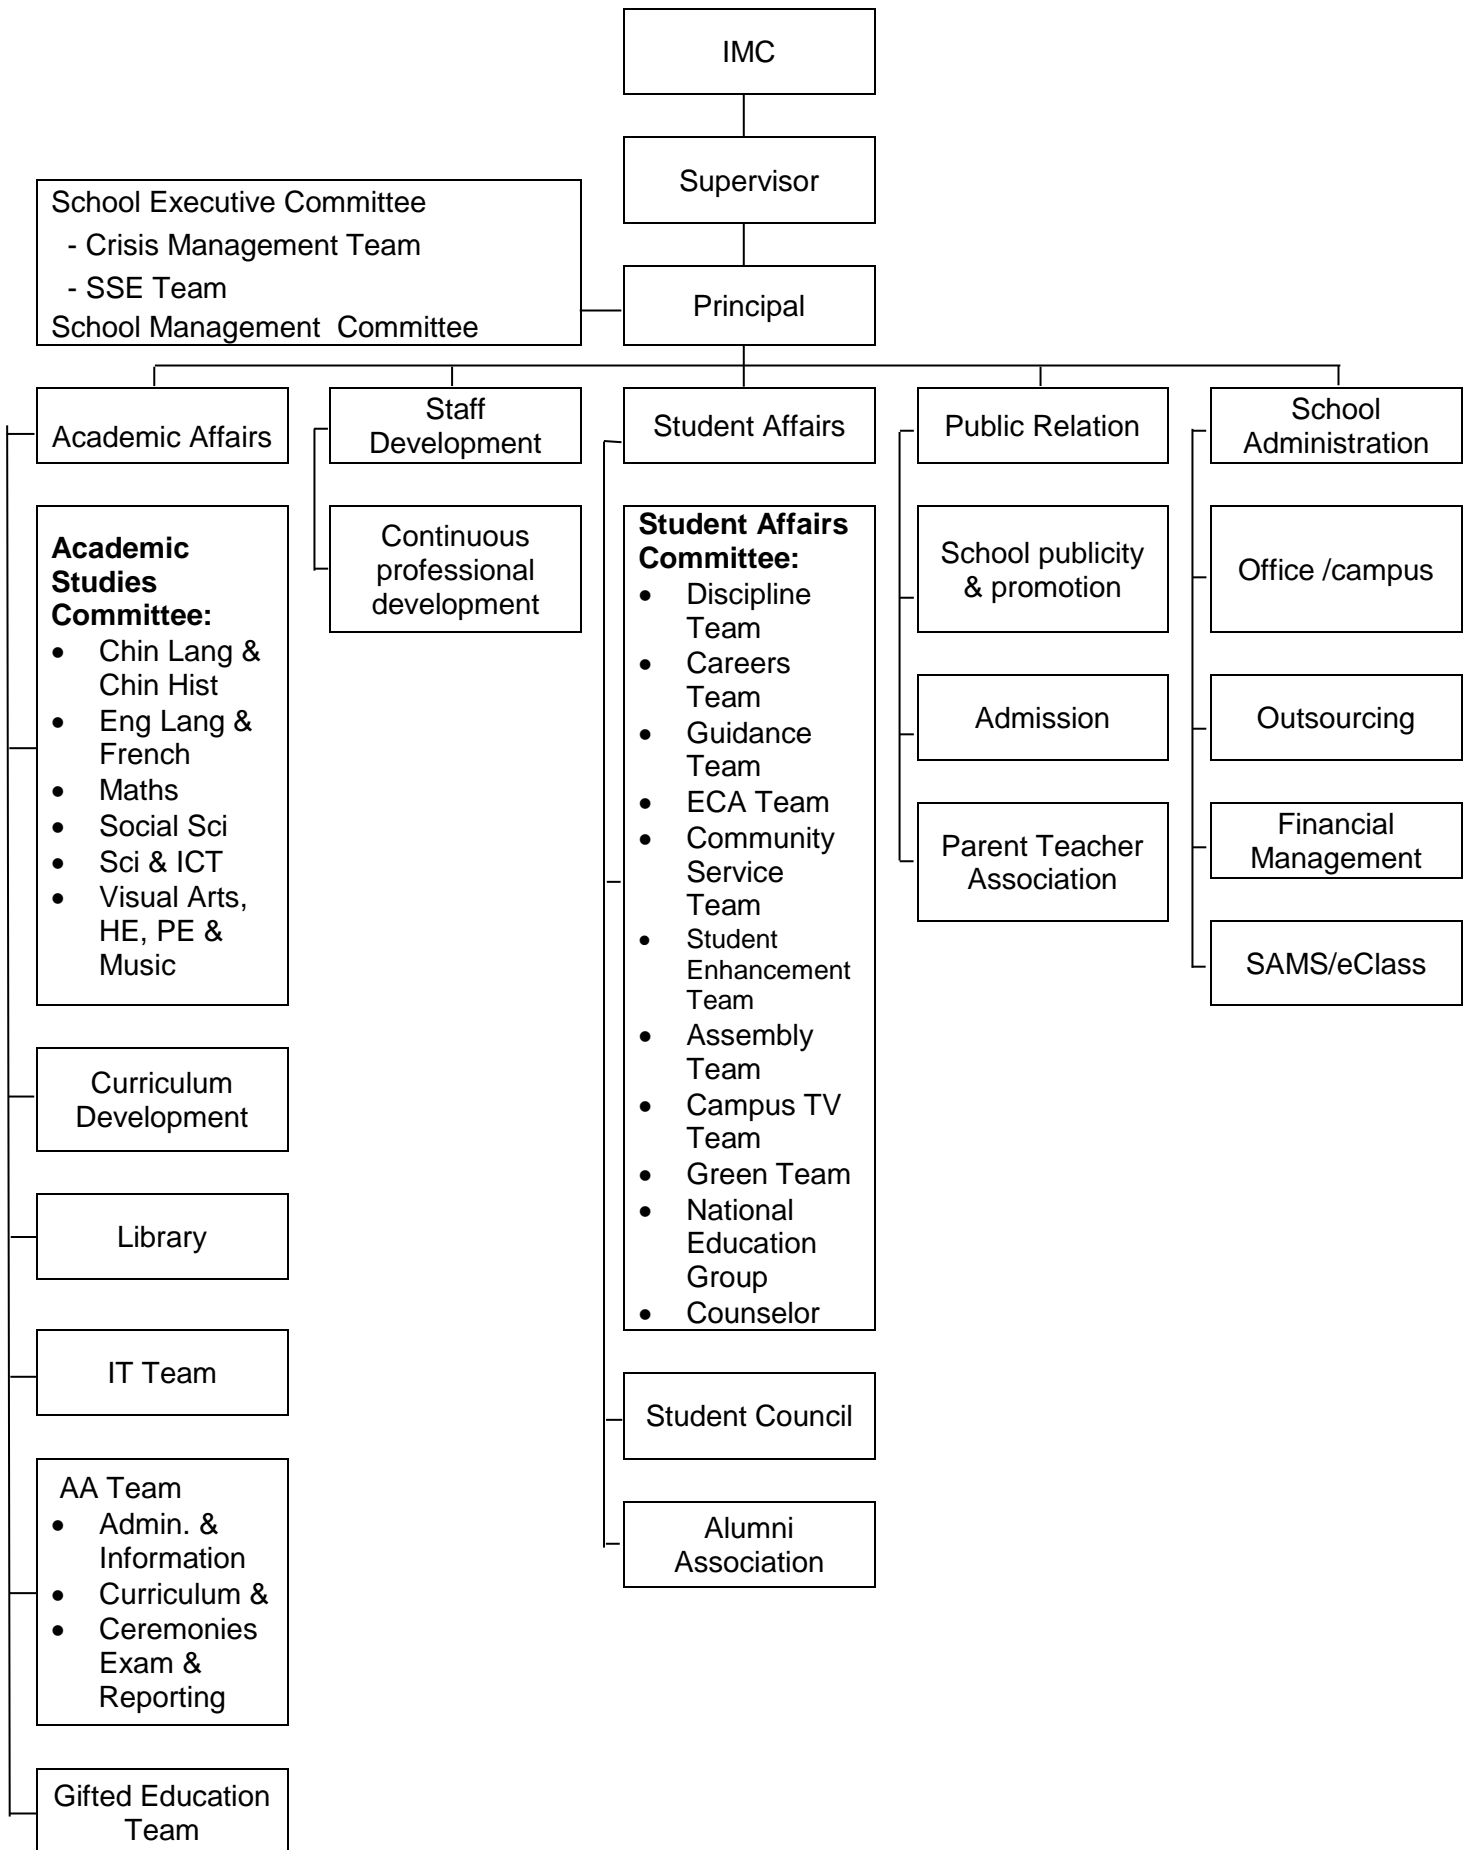 IMC
Supervisor
School Executive Committee
- Crisis Management Team
- SSE Team
School Management  Committee
Principal
Academic Affairs
Staff
Development
Student Affairs
Public Relation
School
Administration
Academic
Studies
Committee:
• Chin Lang &
Chin Hist
• Eng Lang &
French
• Maths
• Social Sci
• Sci & ICT
• Visual Arts,
HE, PE &
Music
Curriculum
Development
Library
IT Team
AA Team
• Admin. &
Information
• Curriculum &
• Ceremonies
Exam &
Reporting
Gifted Education
Team
Continuous
professional
development
Student Affairs
Committee:
• Discipline
Team
• Careers
Team
• Guidance
Team
• ECA Team
• Community
Service
Team
• Student
Enhancement
Team
• Assembly
Team
• Campus TV
Team
• Green Team
• National
Education
Group
• Counselor
Student Council
Alumni
Association
School publicity
& promotion
Admission
Parent Teacher
Association
Office /campus
Outsourcing
Financial
Management
SAMS/eClass